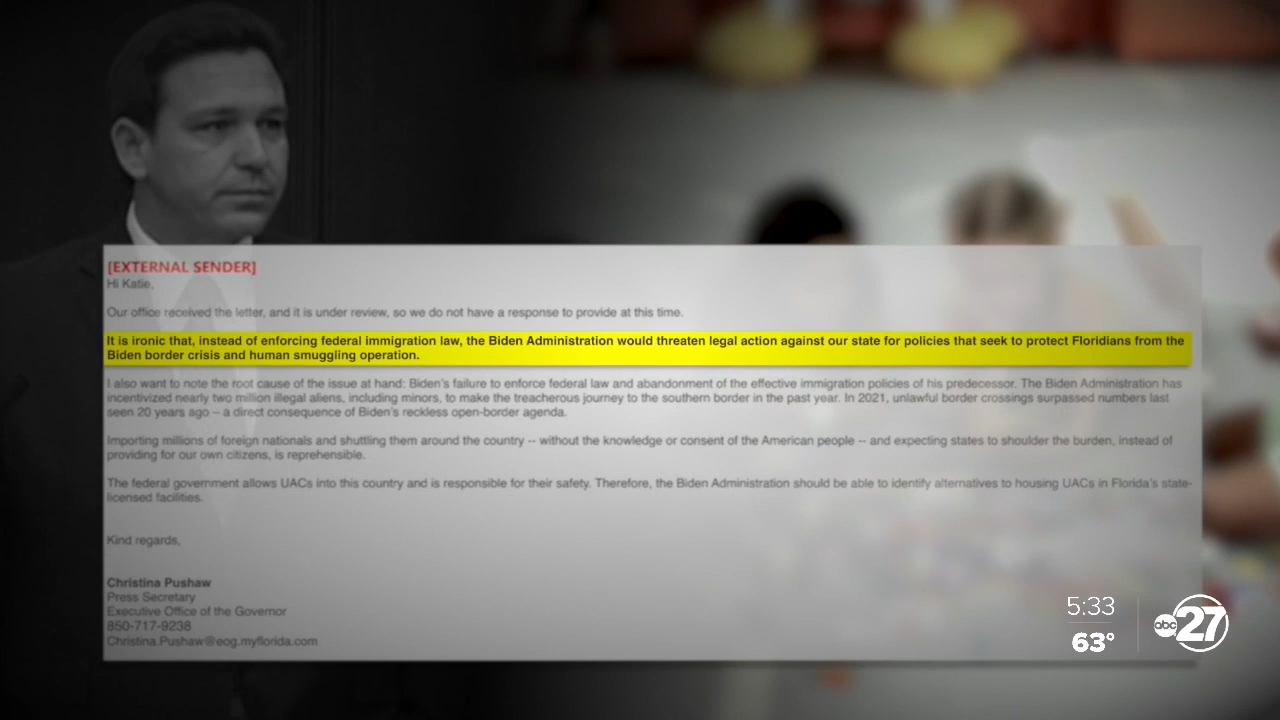 [EXTERNAL SENDER]
Hi Katie,
Our office received the letter, and it is under review, so we do not have a response to provide at this time.
It is ironic that, instead of enforcing federal immigration law, the Biden Administration would threaten legal action against our state for policies that seek to protect Floridians from the
Biden border crisis and human smuggling operation.
I also want to note the root cause of the issue at hand: Biden's failure to enforce federal law and abandonment of the effective immigration policies of his predecessor. The Biden Administration has
incentivized nearly two million illegal aliens, including minors, to make the treacherous journey to the southern border in the past year. In 2021, unlawful border crossings surpassed numbers last
seen 20 years ago – a direct consequence of Biden's reckless open-border agenda.
Importing millions of foreign nationals and shuttling them around the country -- without the knowledge or consent of the American people -- and expecting states to shoulder the burden, instead of
providing for our own citizens, is reprehensible.
The federal government allows UACs into this country and is responsible for their safety. Therefore, the Biden Administration should be able to identify alternatives to housing UACs in Florida's state-
licensed facilities.
Kind regards,
Christina Pushaw
Press Secretary
Executive Office of the Governor
850-717-9238
Christina.Pushaw@eog.myflorida.com
5:33
63°
abc 27